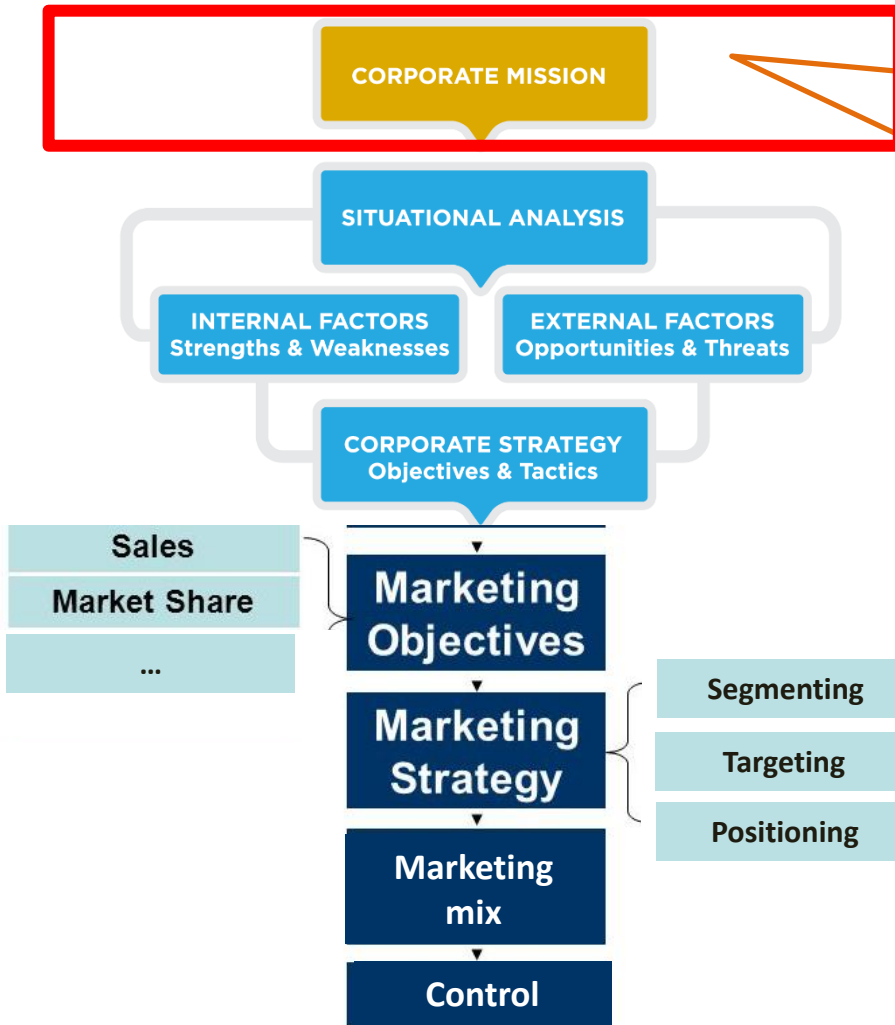 CORPORATE MISSION
SITUATIONAL ANALYSIS
INTERNAL FACTORS
Strengths & Weaknesses
EXTERNAL FACTORS
Opportunities & Threats
CORPORATE STRATEGY
Objectives & Tactics
Sales
Market Share
...
Marketing
Objectives
Marketing
Strategy
Segmenting
Targeting
Positioning
Marketing
mix
Control